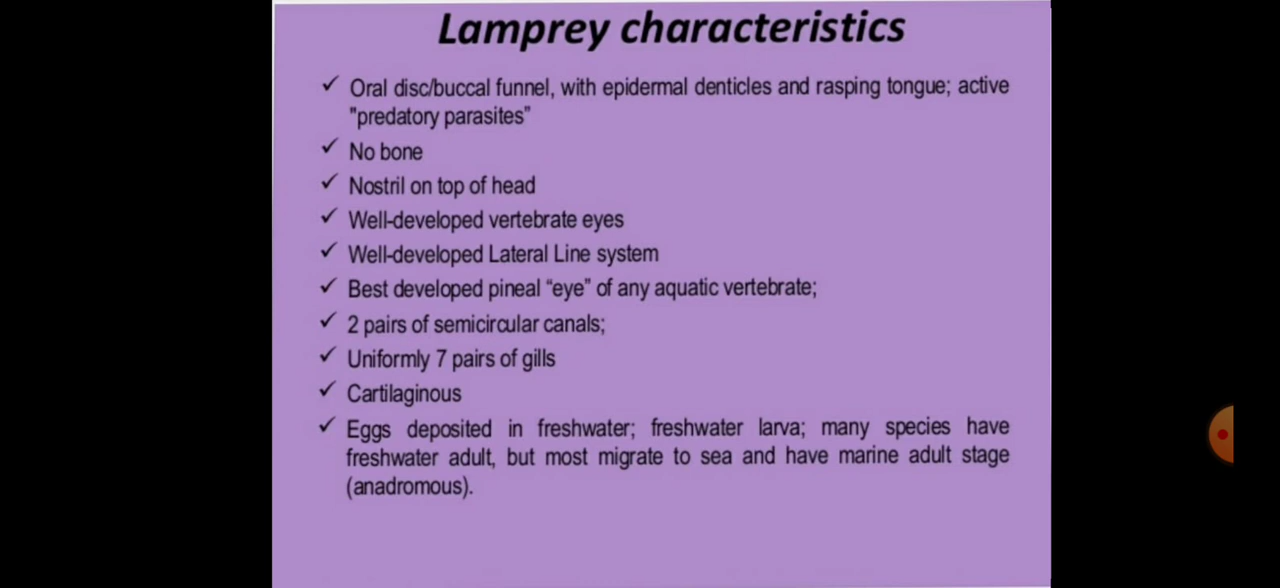 Lamprey characteristics
✓ Oral disc/buccal funnel, with epidermal denticles and rasping tongue; active
"predatory parasites”
✓ No bone
✓ Nostril on top of head
✓ Well-developed vertebrate eyes
✓ Well-developed Lateral Line system
✓ Best developed pineal “eye” of any aquatic vertebrate;
✓ 2 pairs of semicircular canals;
✓ Uniformly 7 pairs of gills
✓ Cartilaginous
✓ Eggs deposited in freshwater; freshwater larva; many species have
freshwater adult, but most migrate to sea and have marine adult stage
(anadromous).